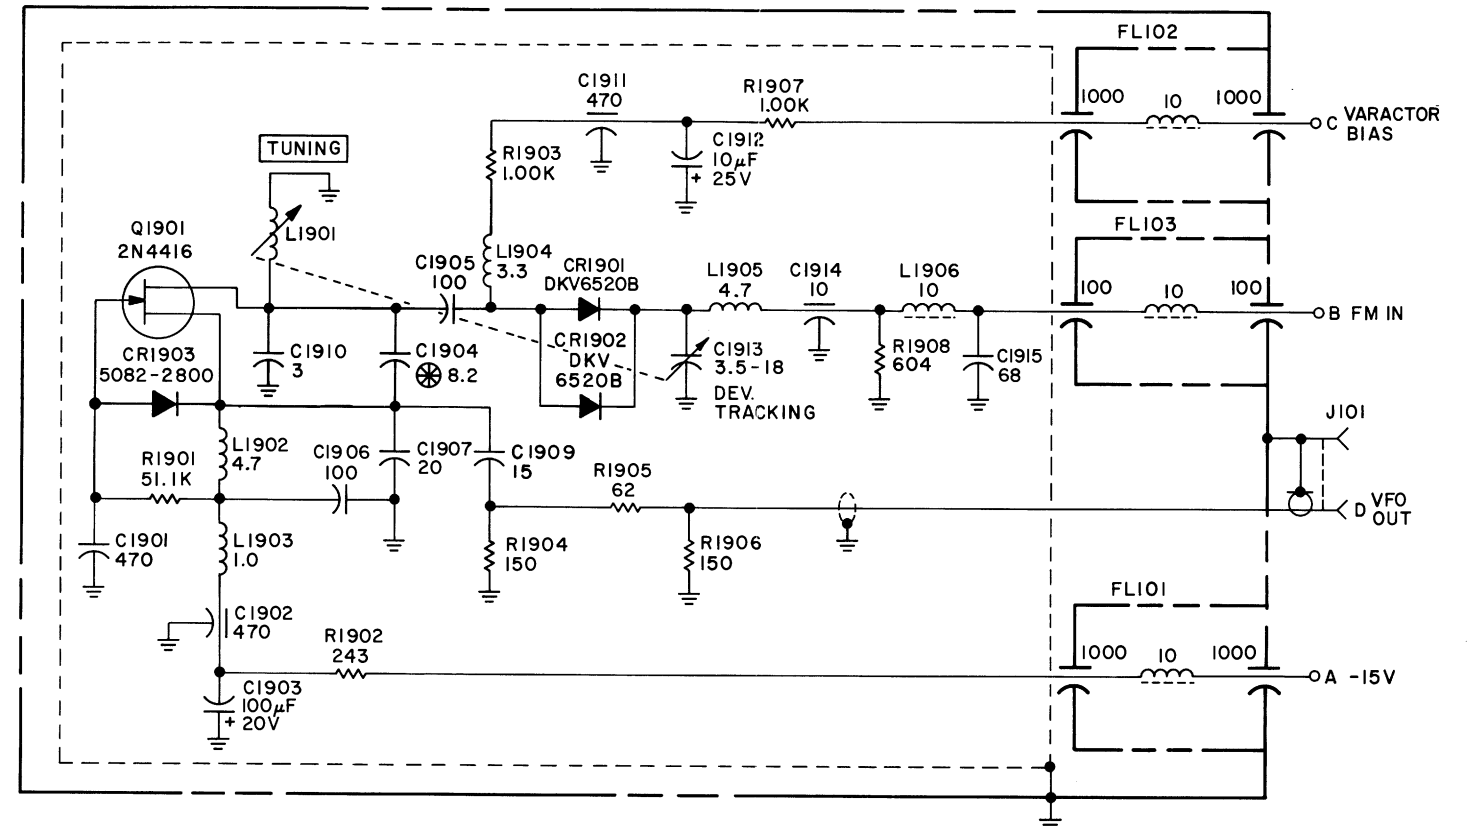 FL102
1000
10
1000
C VARACTOR
BIAS
C1911
470
R1907
1.00K
C1912
10µF
+ 25V
R1903
1.00K
TUNING
L1901
Q1901
2N4416
FL103
100
10
100
B FM IN
C1905
100
L1904
3.3
CR1901
DKV6520B
L1905
4.7
C1914
10
L1906
10
CR1902
DKV
6520B
C1913
3.5-18
DEV.
TRACKING
R1908
604
C1915
68
C1910
3
C1904
8.2
CR1903
5082-2800
J101
L1902
4.7
C1906
100
C1907
20
C1909
15
R1901
51.1K
R1905
62
D VFO
OUT
C1901
470
L1903
1.0
R1904
150
R1906
150
FL101
1000
10
1000
A -15V
C1902
470
R1902
243
C1903
100µF
+ 20V